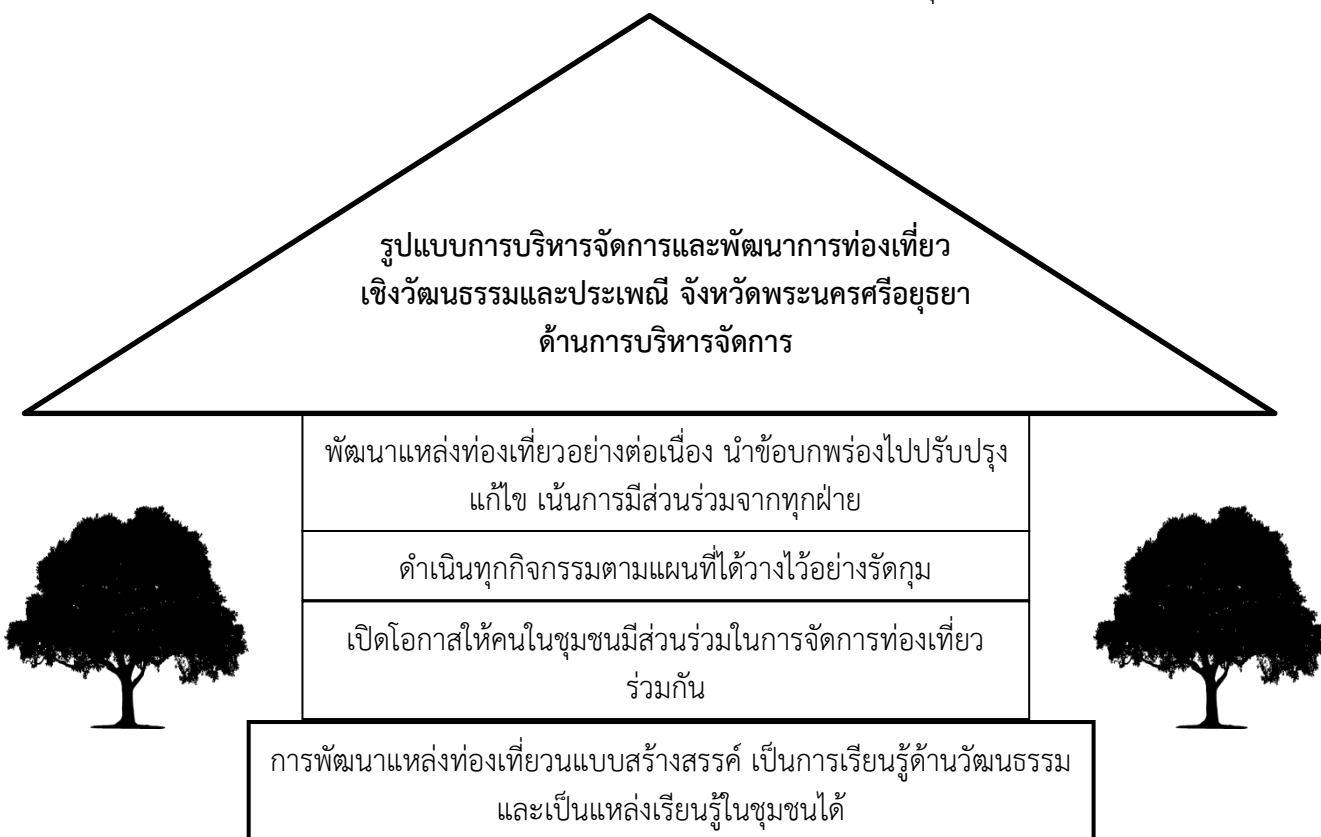 รูปแบบการบริหารจัดการและพัฒนาการท่องเที่ยว
เชิงวัฒนธรรมและประเพณี จังหวัดพระนครศรีอยุธยา
ด้านการบริหารจัดการ
พัฒนาแหล่งท่องเที่ยวอย่างต่อเนื่อง นำข้อบกพร่องไปปรับปรุง
แก้ไข เน้นการมีส่วนร่วมจากทุกฝ่าย
ดำเนินทุกกิจกรรมตามแผนที่ได้วางไว้อย่างรัดกุม
เปิดโอกาสให้คนในชุมชนมีส่วนร่วมในการจัดการท่องเที่ยว
ร่วมกัน
การพัฒนาแหล่งท่องเที่ยวนแบบสร้างสรรค์ เป็นการเรียนรู้ด้านวัฒนธรรม
และเป็นแหล่งเรียนรู้ในชุมชนได้